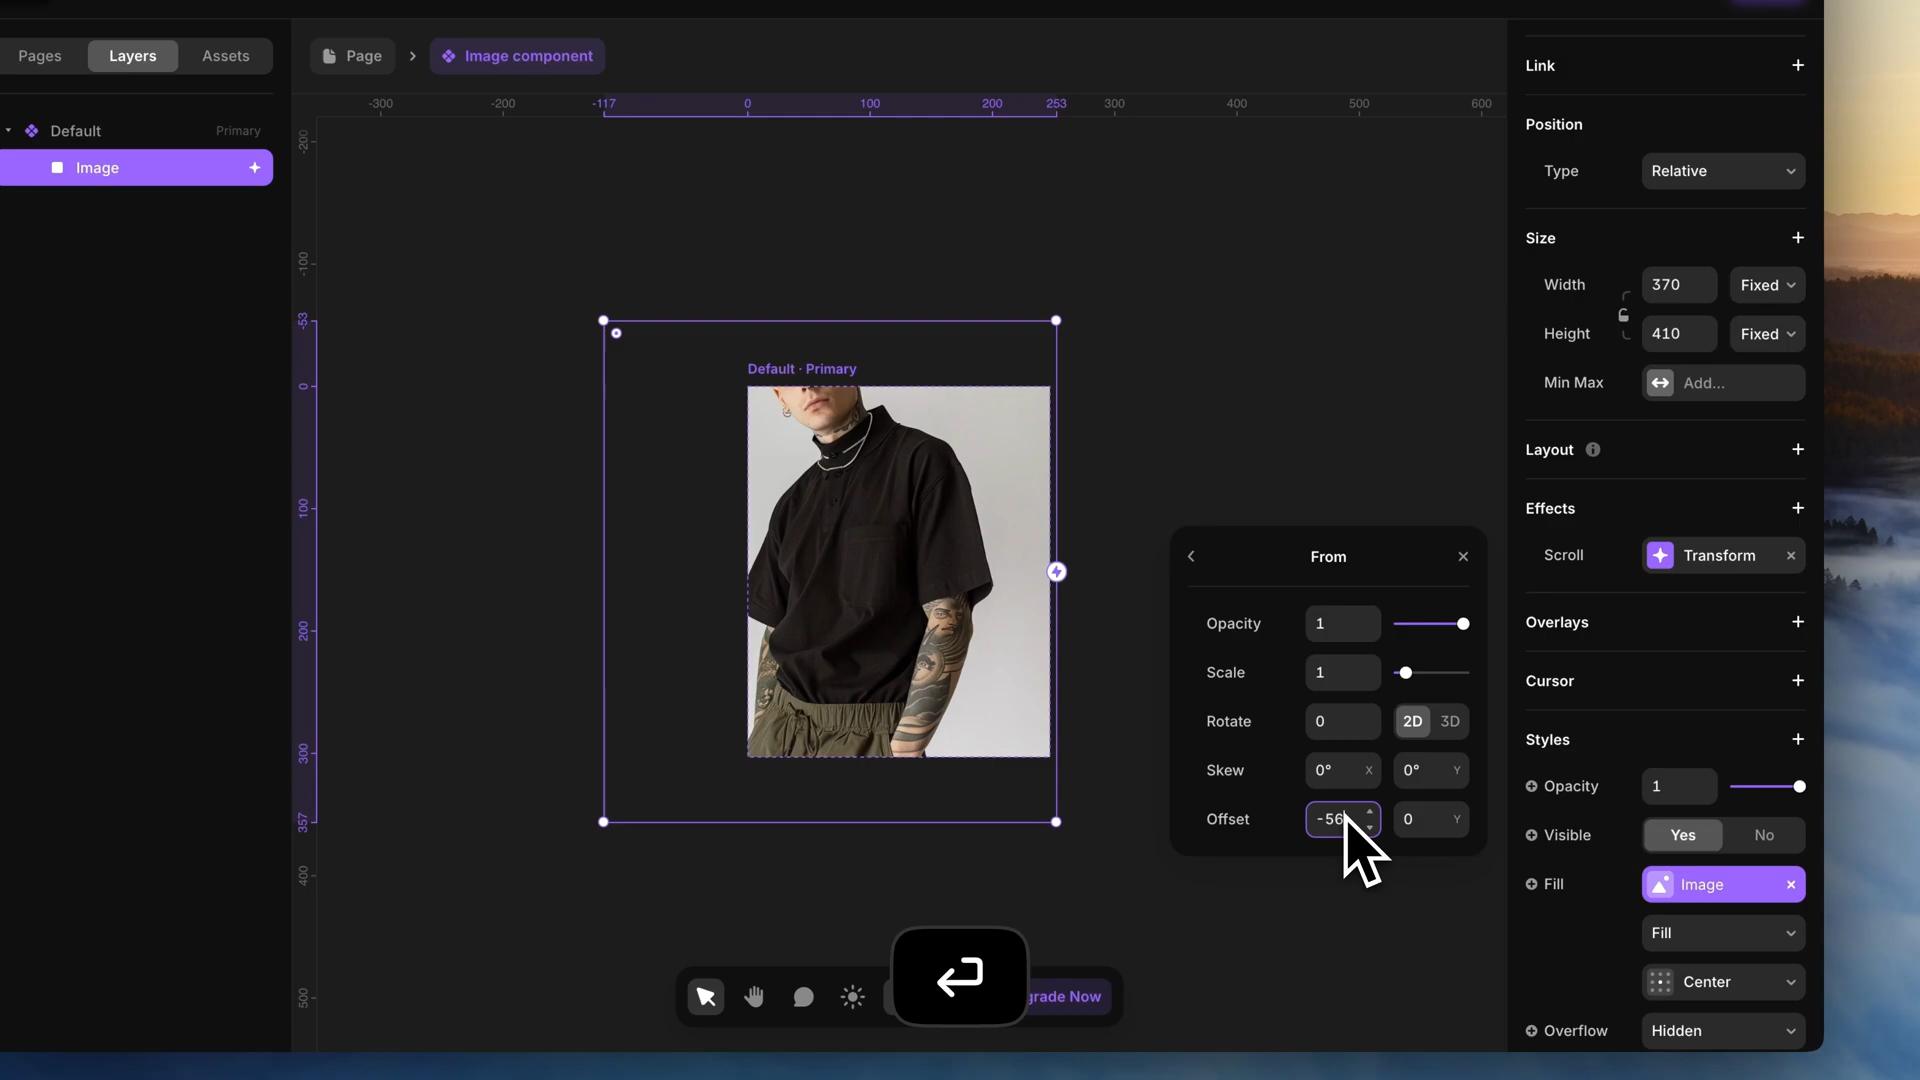 Pages
Layers
Assets
Page
Image component
Default
Primary
Image
-300
-200
-117
0
100
200
253
300
400
500
600
-200
-100
-53
0
100
200
300
357
400
500
Default · Primary
From
Opacity
1
Scale
1
Rotate
0
2D
3D
Skew
0°
X
0°
Y
Offset
-56
0
Y
grade Now
Link
Position
Type
Relative
Size
Width
370
Fixed
Height
410
Fixed
Min Max
Add...
Layout
Effects
Scroll
Transform
Overlays
Cursor
Styles
Opacity
1
Visible
Yes
No
Fill
Image
Fill
Center
Overflow
Hidden